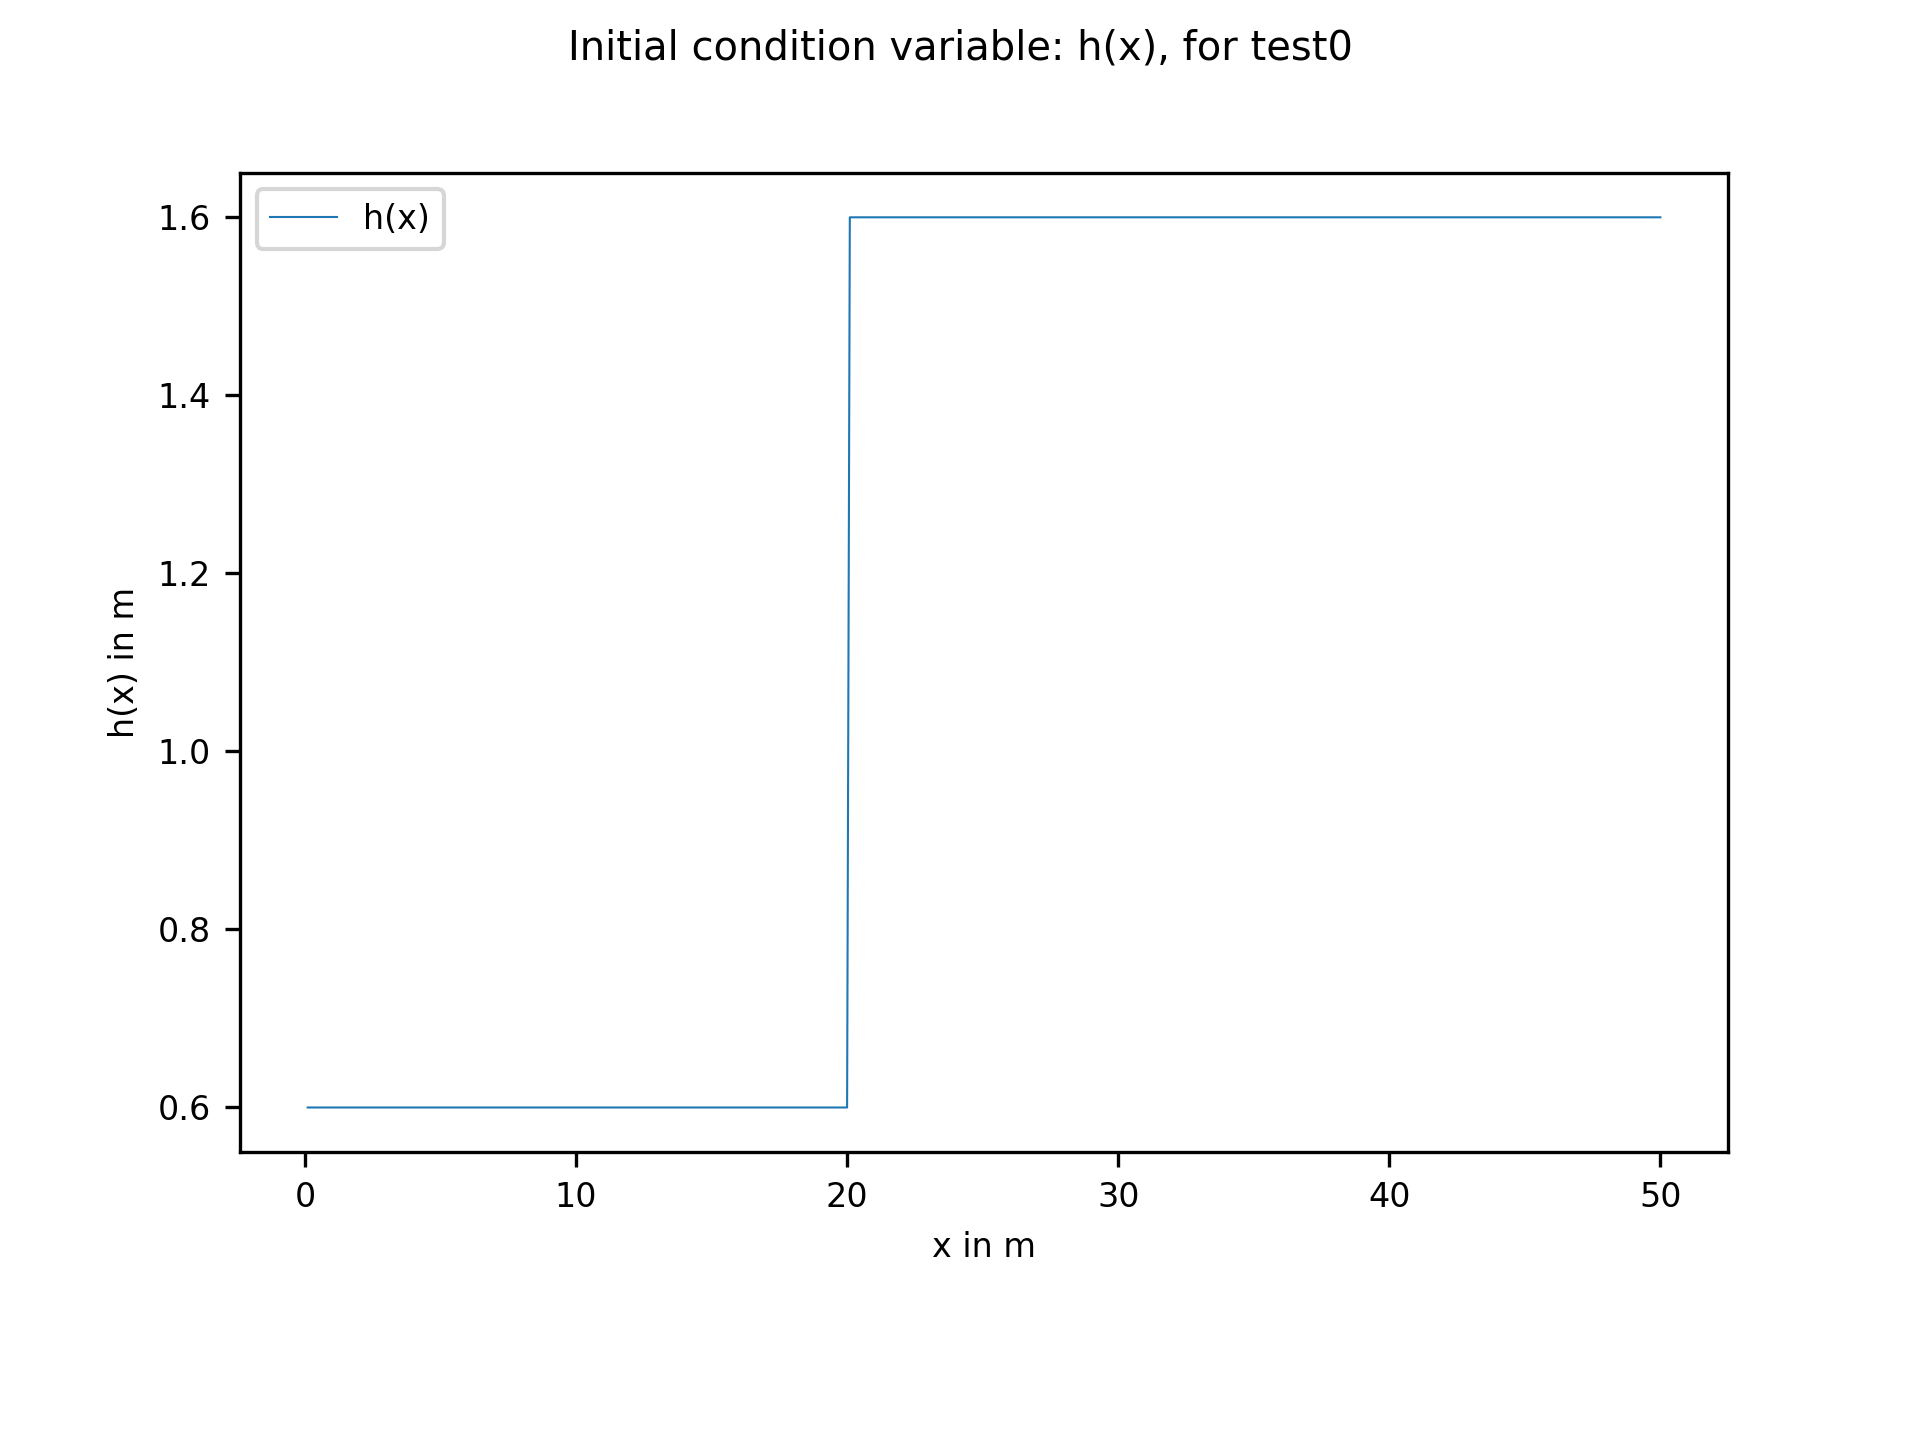 Initial condition variable: h(x), for test0
h(x)
1.6
1.4
1.2
1.0
0.8
0.6
h(x) in m
0 10 20 30 40 50
x in m